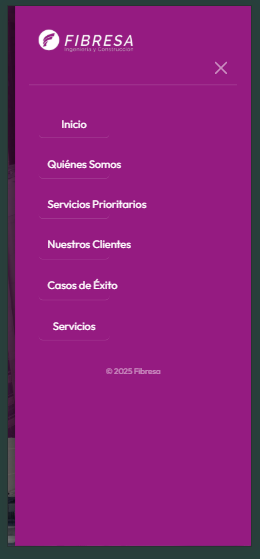 FIBRESA
Ingeniería y Construcción
Inicio
Quiénes Somos
Servicios Prioritarios
Nuestros Clientes
Casos de Éxito
Servicios
© 2025 Fibresa